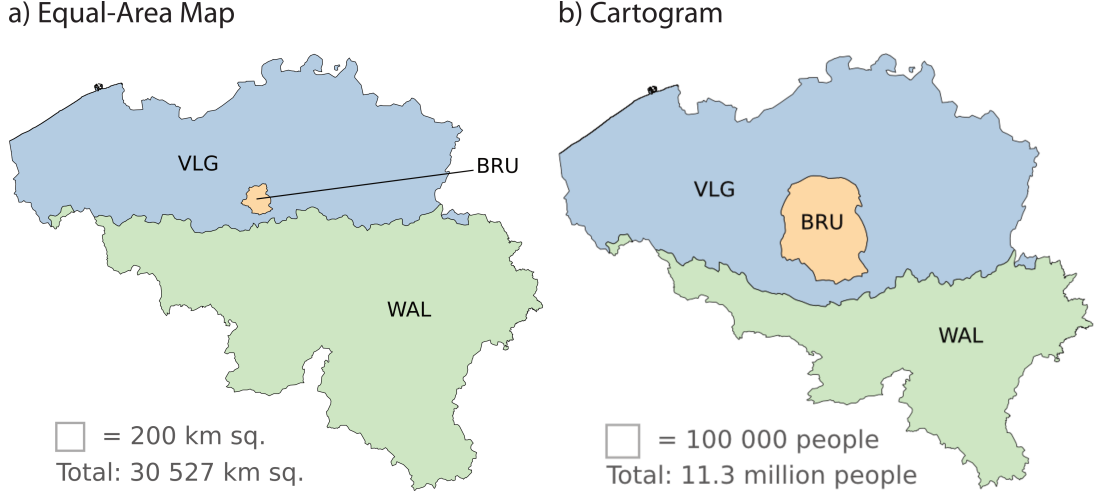 a) Equal-Area Map
VLG
BRU
WAL
= 200 km sq.
Total: 30 527 km sq.
b) Cartogram
VLG
BRU
WAL
= 100 000 people
Total: 11.3 million people